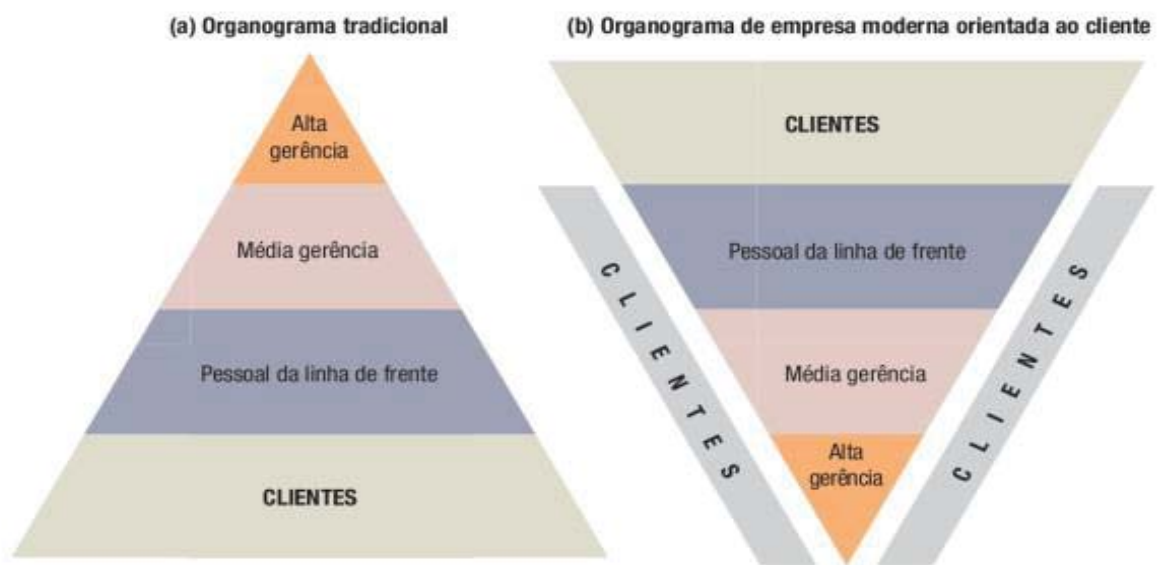 (a) Organograma tradicional
Alta
gerência
Média gerência
Pessoal da linha de frente
CLIENTES
(b) Organograma de empresa moderna orientada ao cliente
CLIENTES
Pessoal da linha de frente
Média gerência
Alta
gerência
CLIENTES
CLIENTES